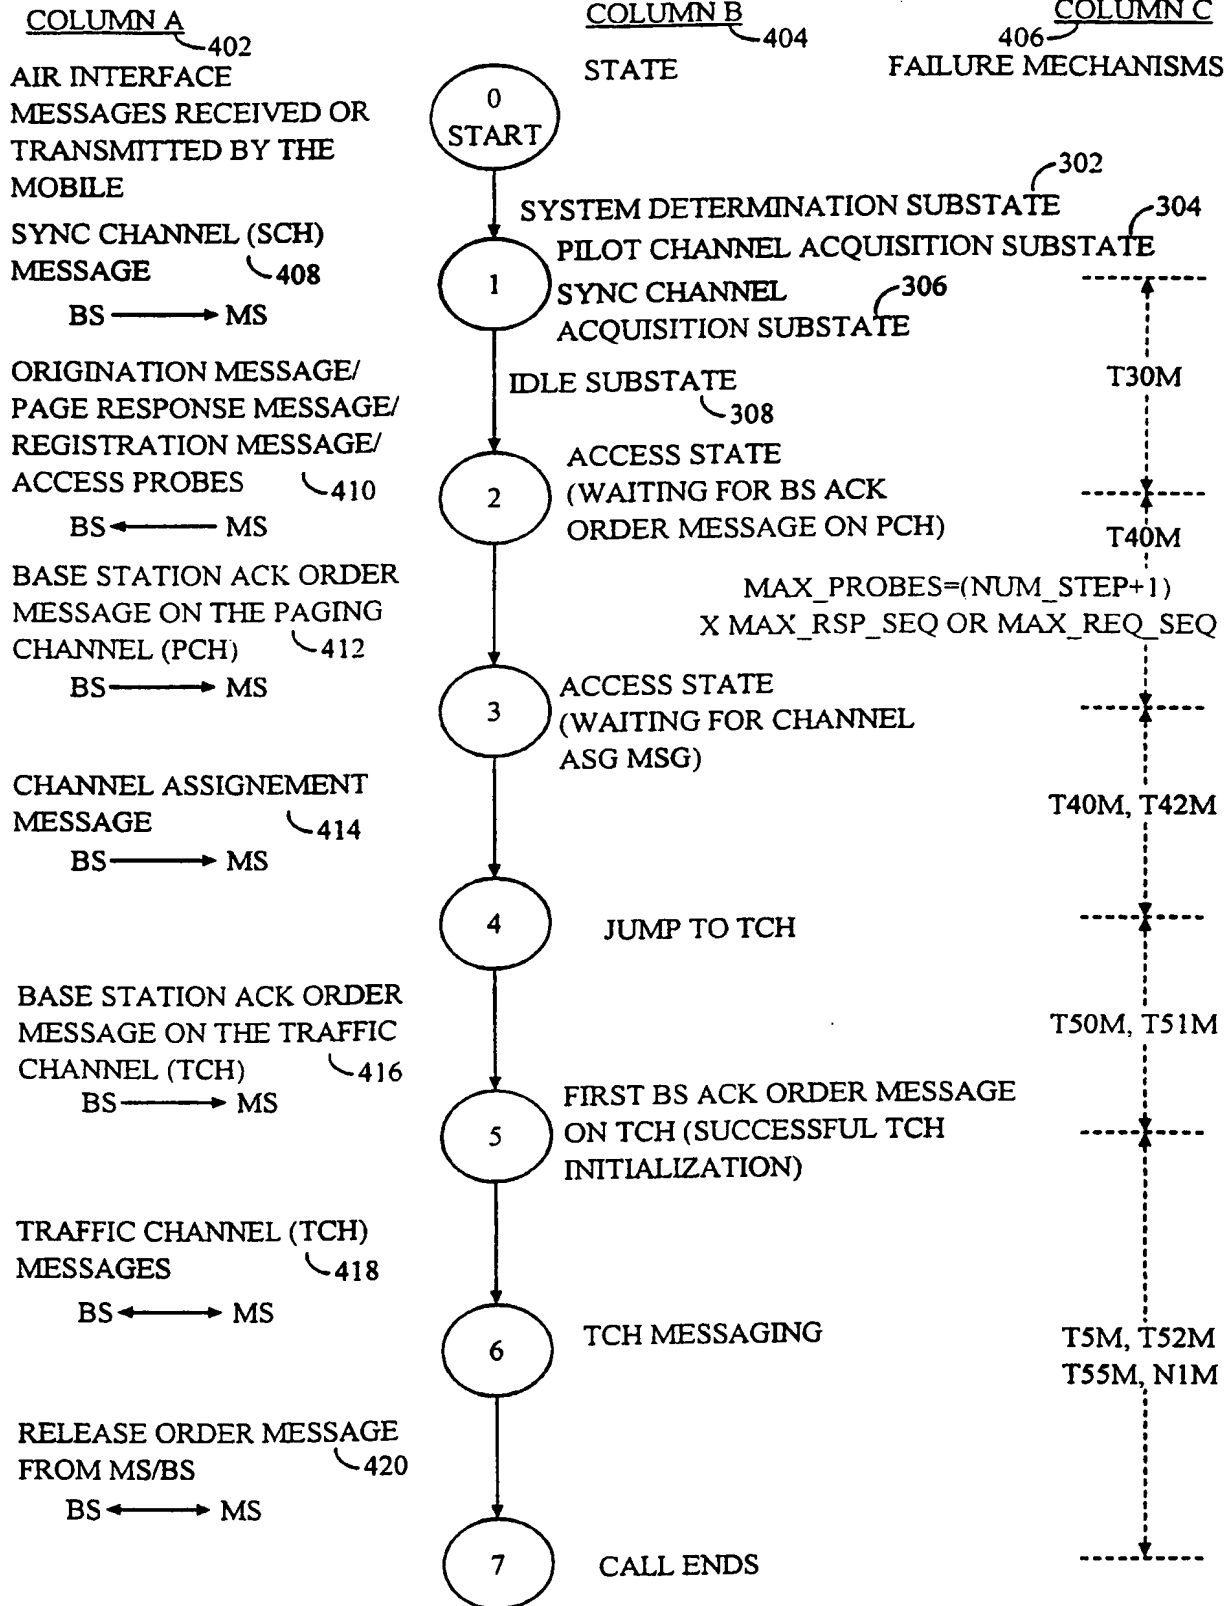 COLUMN A
402
AIR INTERFACE
MESSAGES RECEIVED OR
TRANSMITTED BY THE
MOBILE
SYNC CHANNEL (SCH)
MESSAGE
408
BS MS
ORIGINATION MESSAGE/
PAGE RESPONSE MESSAGE/
REGISTRATION MESSAGE/
ACCESS PROBES
410
BS MS
BASE STATION ACK ORDER
MESSAGE ON THE PAGING
CHANNEL (PCH)
412
BS MS
CHANNEL ASSIGNEMENT
MESSAGE
414
BS MS
BASE STATION ACK ORDER
MESSAGE ON THE TRAFFIC
CHANNEL (TCH)
416
BS MS
TRAFFIC CHANNEL (TCH)
MESSAGES
418
BS MS
RELEASE ORDER MESSAGE
FROM MS/BS
420
BS MS
COLUMN B
404
STATE
0
START
302
SYSTEM DETERMINATION SUBSTATE
304
PILOT CHANNEL ACQUISITION SUBSTATE
1
SYNC CHANNEL
306
ACQUISITION SUBSTATE
IDLE SUBSTATE
308
2
ACCESS STATE
(WAITING FOR BS ACK
ORDER MESSAGE ON PCH)
3
ACCESS STATE
(WAITING FOR CHANNEL
ASG MSG)
4
JUMP TO TCH
5
FIRST BS ACK ORDER MESSAGE
ON TCH (SUCCESSFUL TCH
INITIALIZATION)
6
TCH MESSAGING
7
CALL ENDS
COLUMN C
406
FAILURE MECHANISMS
T30M
T40M
MAX_PROBES=(NUM_STEP+1)
X MAX_RSP_SEQ OR MAX_REQ_SEQ
T40M, T42M
T50M, T51M
T5M, T52M
T55M, N1M